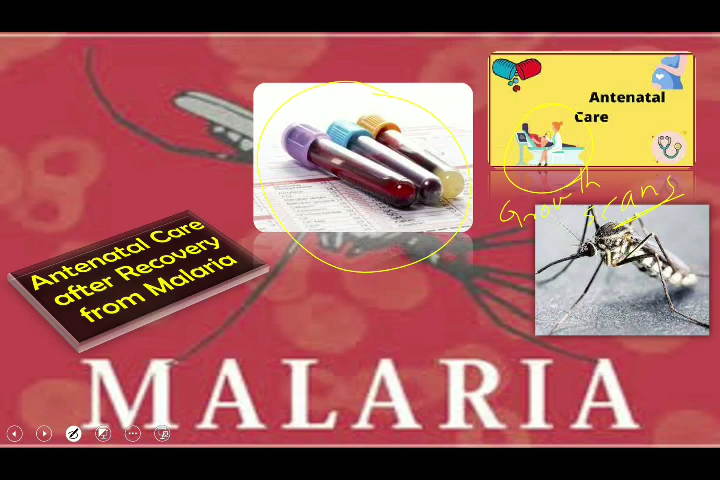 Antenatal
Care
Growth
scans
Antenatal Care
after Recovery
from Malaria
MALARIA